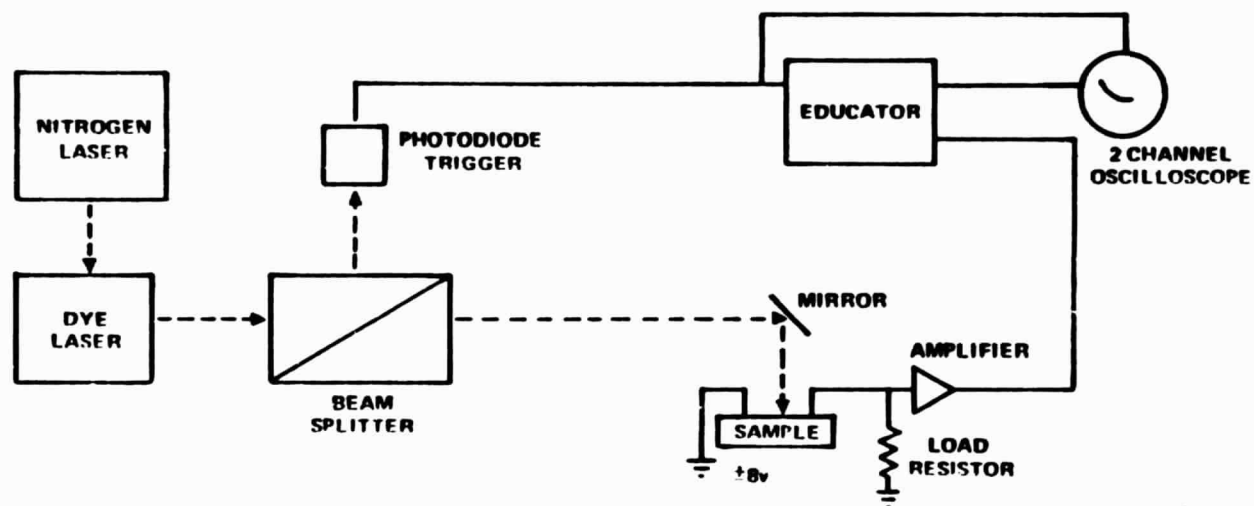 NITROGEN
LASER
PHOTODIODE
TRIGGER
EDUCATOR
2 CHANNEL
OSCILLOSCOPE
DYE
LASER
BEAM
SPLITTER
MIRROR
AMPLIFIER
SAMPLE
±8v
LOAD
RESISTOR